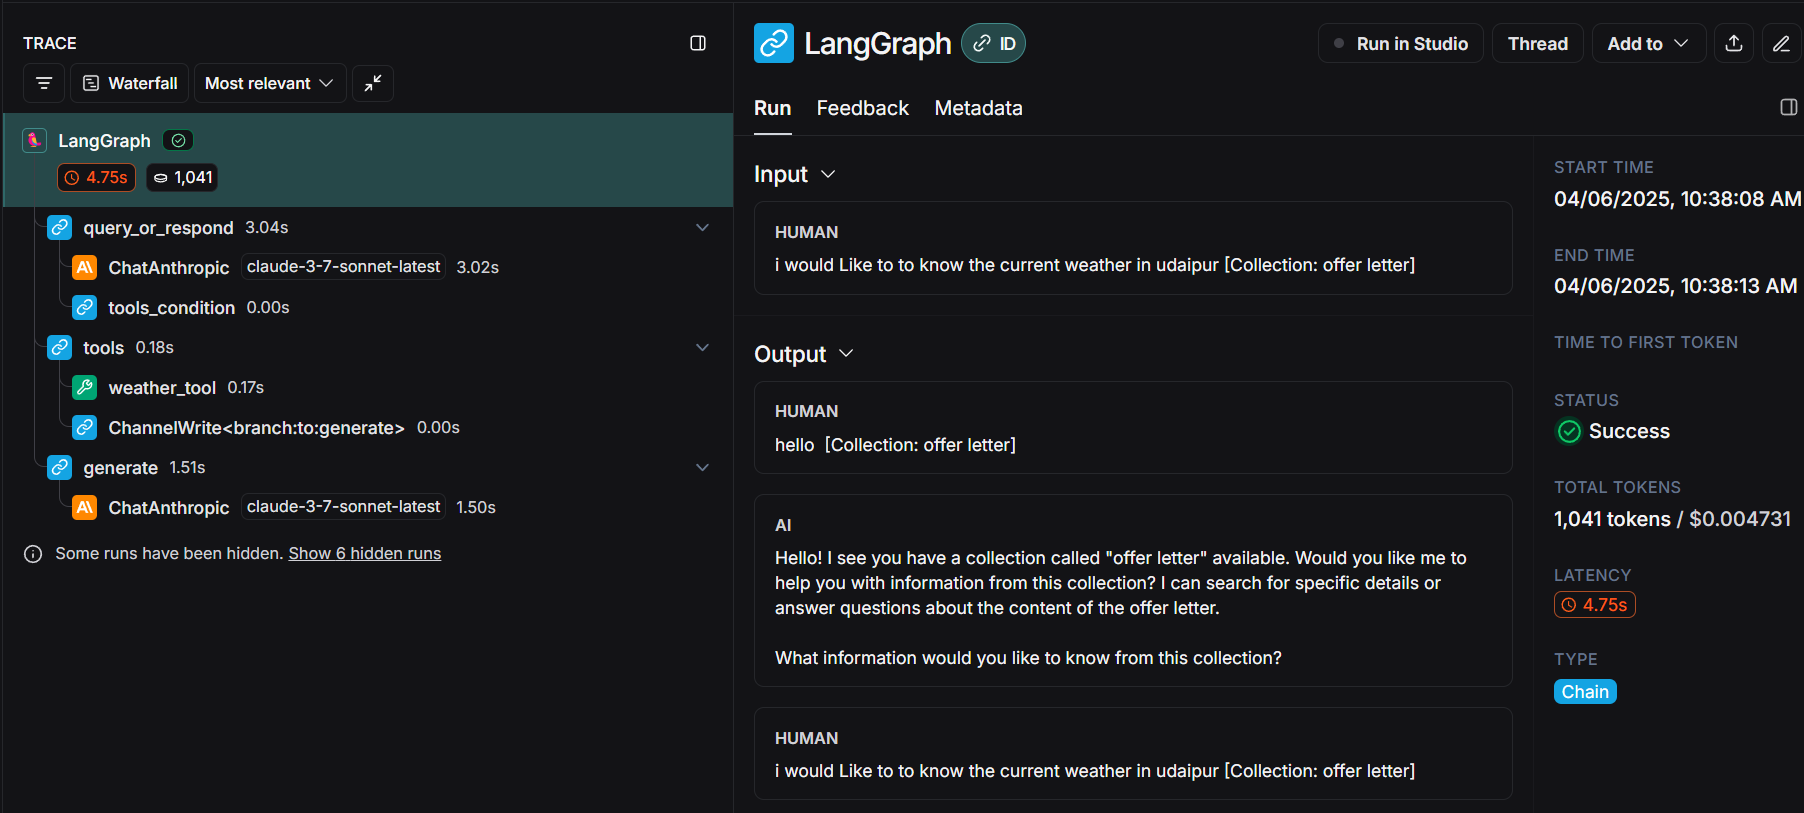 TRACE
Waterfall
Most relevant
LangGraph
4.75s
1,041
query_or_respond 3.04s
ChatAnthropic claude-3-7-sonnet-latest 3.02s
tools_condition 0.00s
tools 0.18s
weather_tool 0.17s
ChannelWrite<branch:to:generate> 0.00s
generate 1.51s
ChatAnthropic claude-3-7-sonnet-latest 1.50s
Some runs have been hidden. Show 6 hidden runs
LangGraph
ID
Run in Studio
Thread
Add to
Run
Feedback
Metadata
Input
HUMAN
i would Like to to know the current weather in udaipur [Collection: offer letter]
Output
HUMAN
hello  [Collection: offer letter]
AI
Hello! I see you have a collection called "offer letter" available. Would you like me to
help you with information from this collection? I can search for specific details or
answer questions about the content of the offer letter.
What information would you like to know from this collection?
HUMAN
i would Like to to know the current weather in udaipur [Collection: offer letter]
START TIME
04/06/2025, 10:38:08 AM
END TIME
04/06/2025, 10:38:13 AM
TIME TO FIRST TOKEN
STATUS
Success
TOTAL TOKENS
1,041 tokens / $0.004731
LATENCY
4.75s
TYPE
Chain